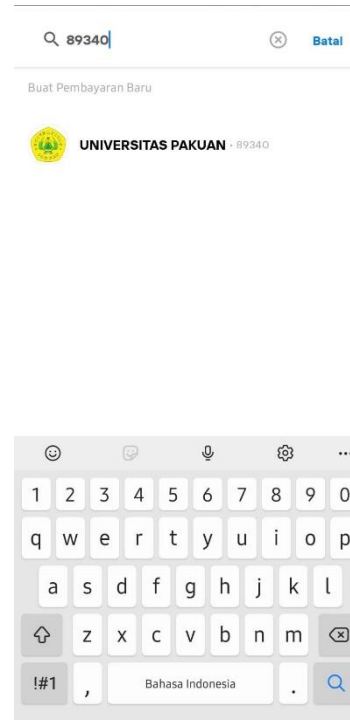 89340
Batal
Buat Pembayaran Baru
UNIVERSITAS PAKUAN · 89340
1 2 3 4 5 6 7 8 9 0
q w e r t y u i o p
a s d f g h j k l
z x c v b n m
!#1 , Bahasa Indonesia .